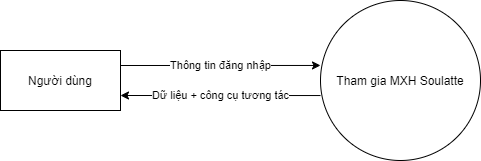 Thông tin đăng nhập
Người dùng
Tham gia MXH Soulatte
Dữ liệu + công cụ tương tác